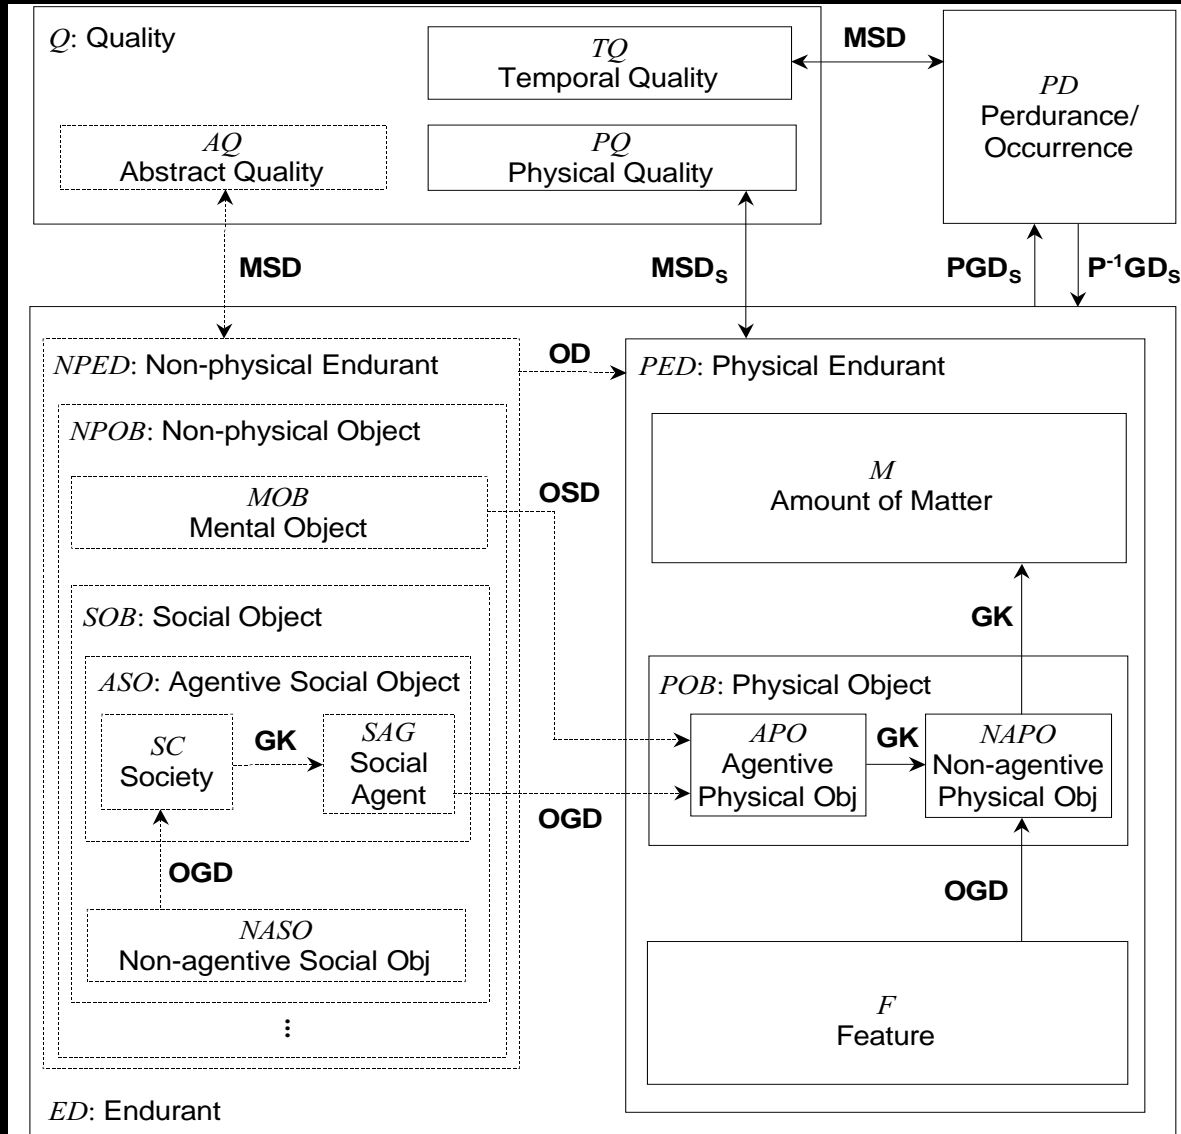 Q: Quality
TQ
Temporal Quality
MSD
PD
Perdurance/
Occurrence
AQ
Abstract Quality
PQ
Physical Quality
MSD
MSDS
PGDS
P-1GDS
NPED: Non-physical Endurant
OD
PED: Physical Endurant
NPOB: Non-physical Object
MOB
Mental Object
OSD
M
Amount of Matter
SOB: Social Object
GK
ASO: Agentive Social Object
POB: Physical Object
SC
Society
GK
SAG
Social
Agent
APO
Agentive
Physical Obj
GK
NAPO
Non-agentive
Physical Obj
OGD
OGD
OGD
NASO
Non-agentive Social Obj
F
Feature
ED: Endurant